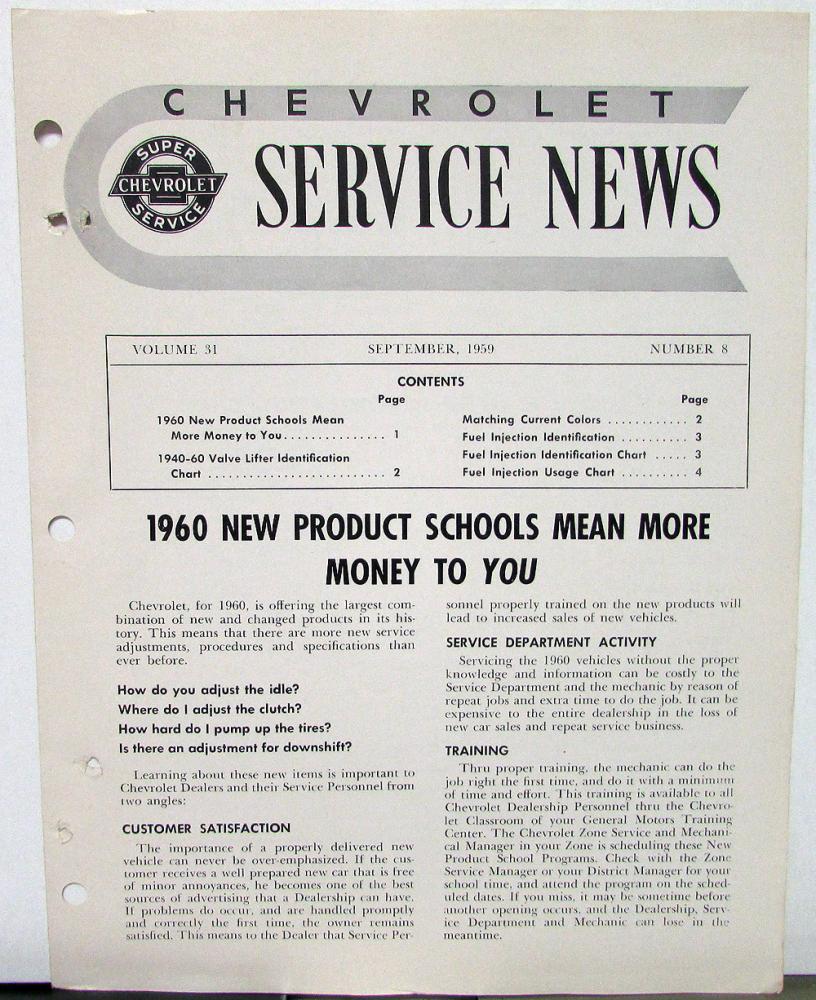 CHEVROLET
SUPER
CHEVROLET
SERVICE
SERVICE NEWS
VOLUME 31 SEPTEMBER, 1959 NUMBER 8
CONTENTS
Page
1960 New Product Schools Mean
More Money to You. . . . . . . . . . . . . . . 1
1940-60 Valve Lifter Identification
Chart . . . . . . . . . . . . . . . . . . . . . . . . . . 2
Page
Matching Current Colors . . . . . . . . . . . . 2
Fuel Injection Identification . . . . . . . . . . 3
Fuel Injection Identification Chart . . . . . 3
Fuel Injection Usage Chart . . . . . . . . . . 4
1960 NEW PRODUCT SCHOOLS MEAN MORE
MONEY TO YOU
Chevrolet, for 1960, is offering the largest com-
bination of new and changed products in its his-
tory. This means that there are more new service
adjustments, procedures and specifications than
ever before.
How do you adjust the idle?
Where do I adjust the clutch?
How hard do I pump up the tires?
Is there an adjustment for downshift?
Learning about these new items is important to
Chevrolet Dealers and their Service Personnel from
two angles:
CUSTOMER SATISFACTION
The importance of a properly delivered new
vehicle can never be over-emphasized. If the cus-
tomer receives a well prepared new car that is free
of minor annoyances, he becomes one of the best
sources of advertising that a Dealership can have.
If problems do occur, and are handled promptly
and correctly the first time, the owner remains
satisfied. This means to the Dealer that Service Per-
sonnel properly trained on the new products will
lead to increased sales of new vehicles.
SERVICE DEPARTMENT ACTIVITY
Servicing the 1960 vehicles without the proper
knowledge and information can be costly to the
Service Department and the mechanic by reason of
repeat jobs and extra time to do the job. It can be
expensive to the entire dealership in the loss of
new car sales and repeat service business.
TRAINING
Thru proper training, the mechanic can do the
job right the first time, and do it with a minimum
of time and effort. This training is available to all
Chevrolet Dealership Personnel thru the Chevro-
let Classroom of your General Motors Training
Center. The Chevrolet Zone Service and Mechani-
cal Manager in your Zone is scheduling these New
Product School Programs. Check with the Zone
Service Manager or your District Manager for your
school time, and attend the program on the sched-
uled dates. If you miss, it may be sometime before
another opening occurs, and the Dealership, Serv-
ice Department and Mechanic can lose in the
meantime.